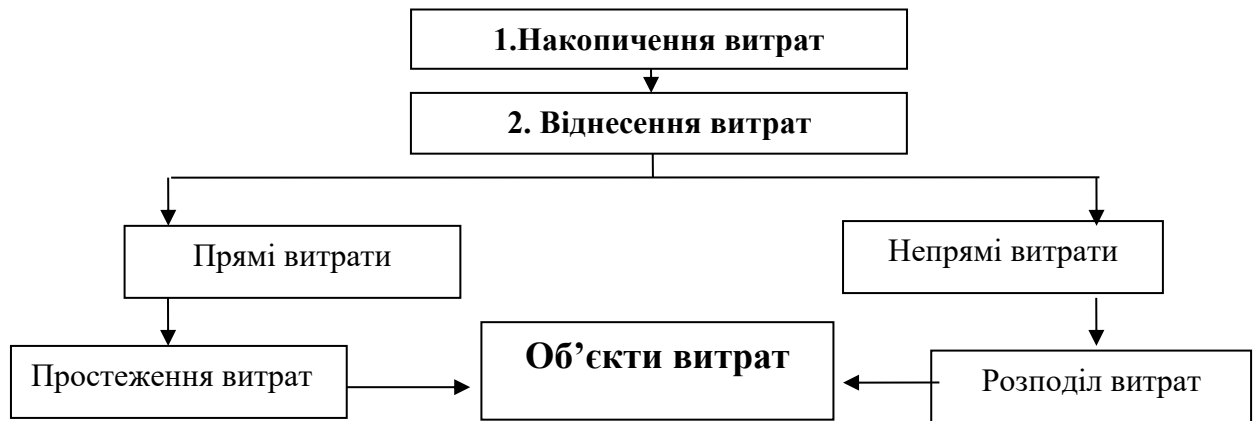 1.Накопичення витрат
2. Віднесення витрат
Прямі витрати
Непрямі витрати
Простеження витрат
Об’єкти витрат
Розподіл витрат